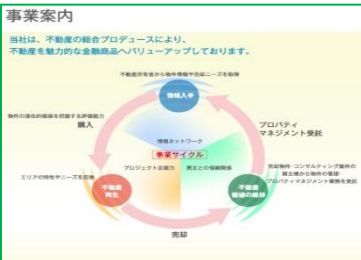 事業案内
当社は、不動産の総合プロデュースにより、
不動産を魅力的な金融商品へバリューアップしております。
不動産所有者から物件情報や売却ニーズを取得
情報入手
物件の潜在的価値を把握する評価能力
購入
プロパティ
マネジメント受託
情報ネットワーク
事業サイクル
プロジェクト企画力
買主との信頼関係
エリアの特性やニーズを反映
不動産
再生
不動産
価値の維持
売却物件・コンサルティング案件の
買主様から物件の管理・
プロパティマネジメント業務を受託
売却